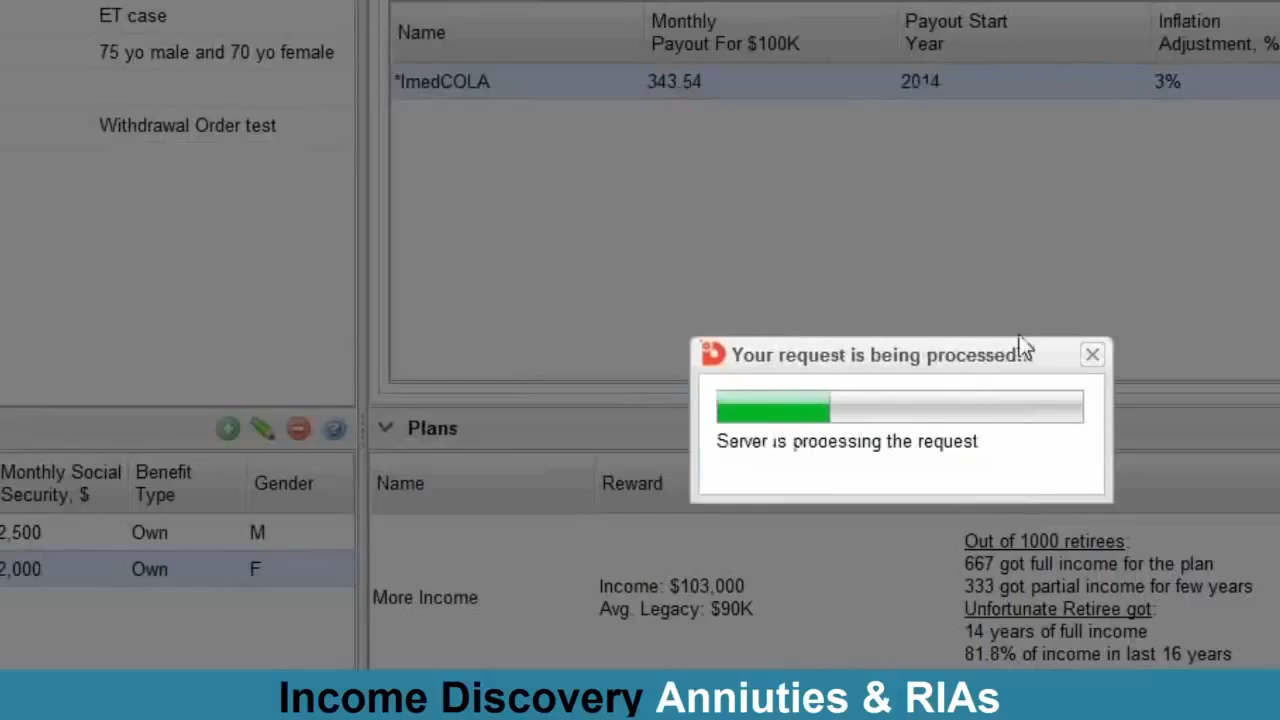 ET case
75 yo male and 70 yo female
Withdrawal Order test
Name
Monthly
Payout For $100K
Payout Start
Year
Inflation
Adjustment, %
*ImedCOLA
343.54
2014
3%
Your request is being processed...
Server is processing the request
Monthly Social
Security, $
Benefit
Type
Gender
2,500
Own
M
2,000
Own
F
Plans
Name
Reward
More Income
Income: $103,000
Avg. Legacy: $90K
Out of 1000 retirees:
667 got full income for the plan
333 got partial income for few years
Unfortunate Retiree got:
14 years of full income
81.8% of income in last 16 years
Income Discovery Anniuties & RIAs